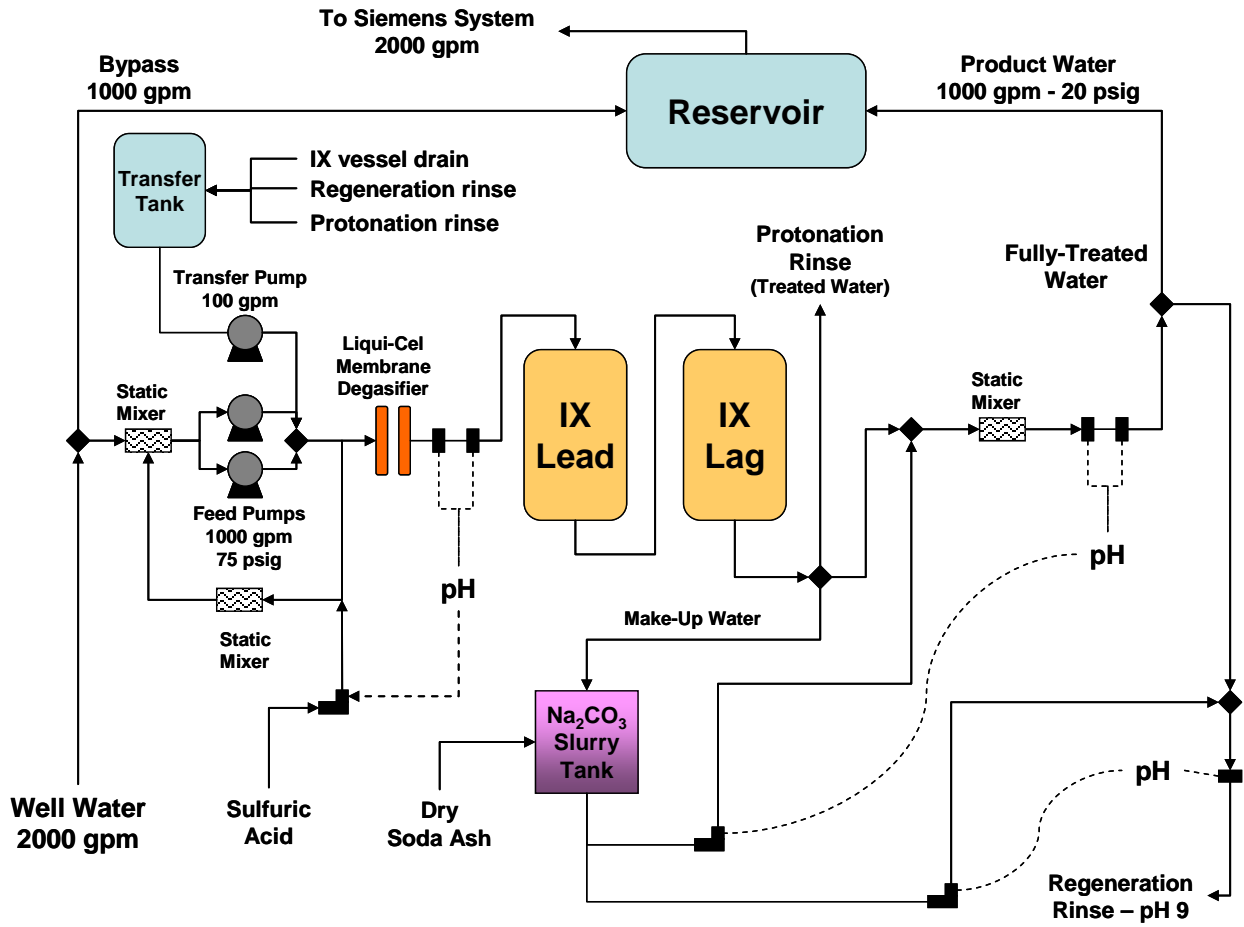 To Siemens System
2000 gpm
Bypass
1000 gpm
Reservoir
Product Water
1000 gpm - 20 psig
Transfer
Tank
IX vessel drain
Regeneration rinse
Protonation rinse
Protonation
Rinse
(Treated Water)
Fully-Treated
Water
Transfer Pump
100 gpm
Liqui-Cel
Membrane
Degasifier
Static
Mixer
IX
Lead
IX
Lag
Static
Mixer
Feed Pumps
1000 gpm
75 psig
pH
pH
Static
Mixer
Make-Up Water
Na₂CO₃
Slurry
Tank
pH
Well Water
2000 gpm
Sulfuric
Acid
Dry
Soda Ash
Regeneration
Rinse – pH 9